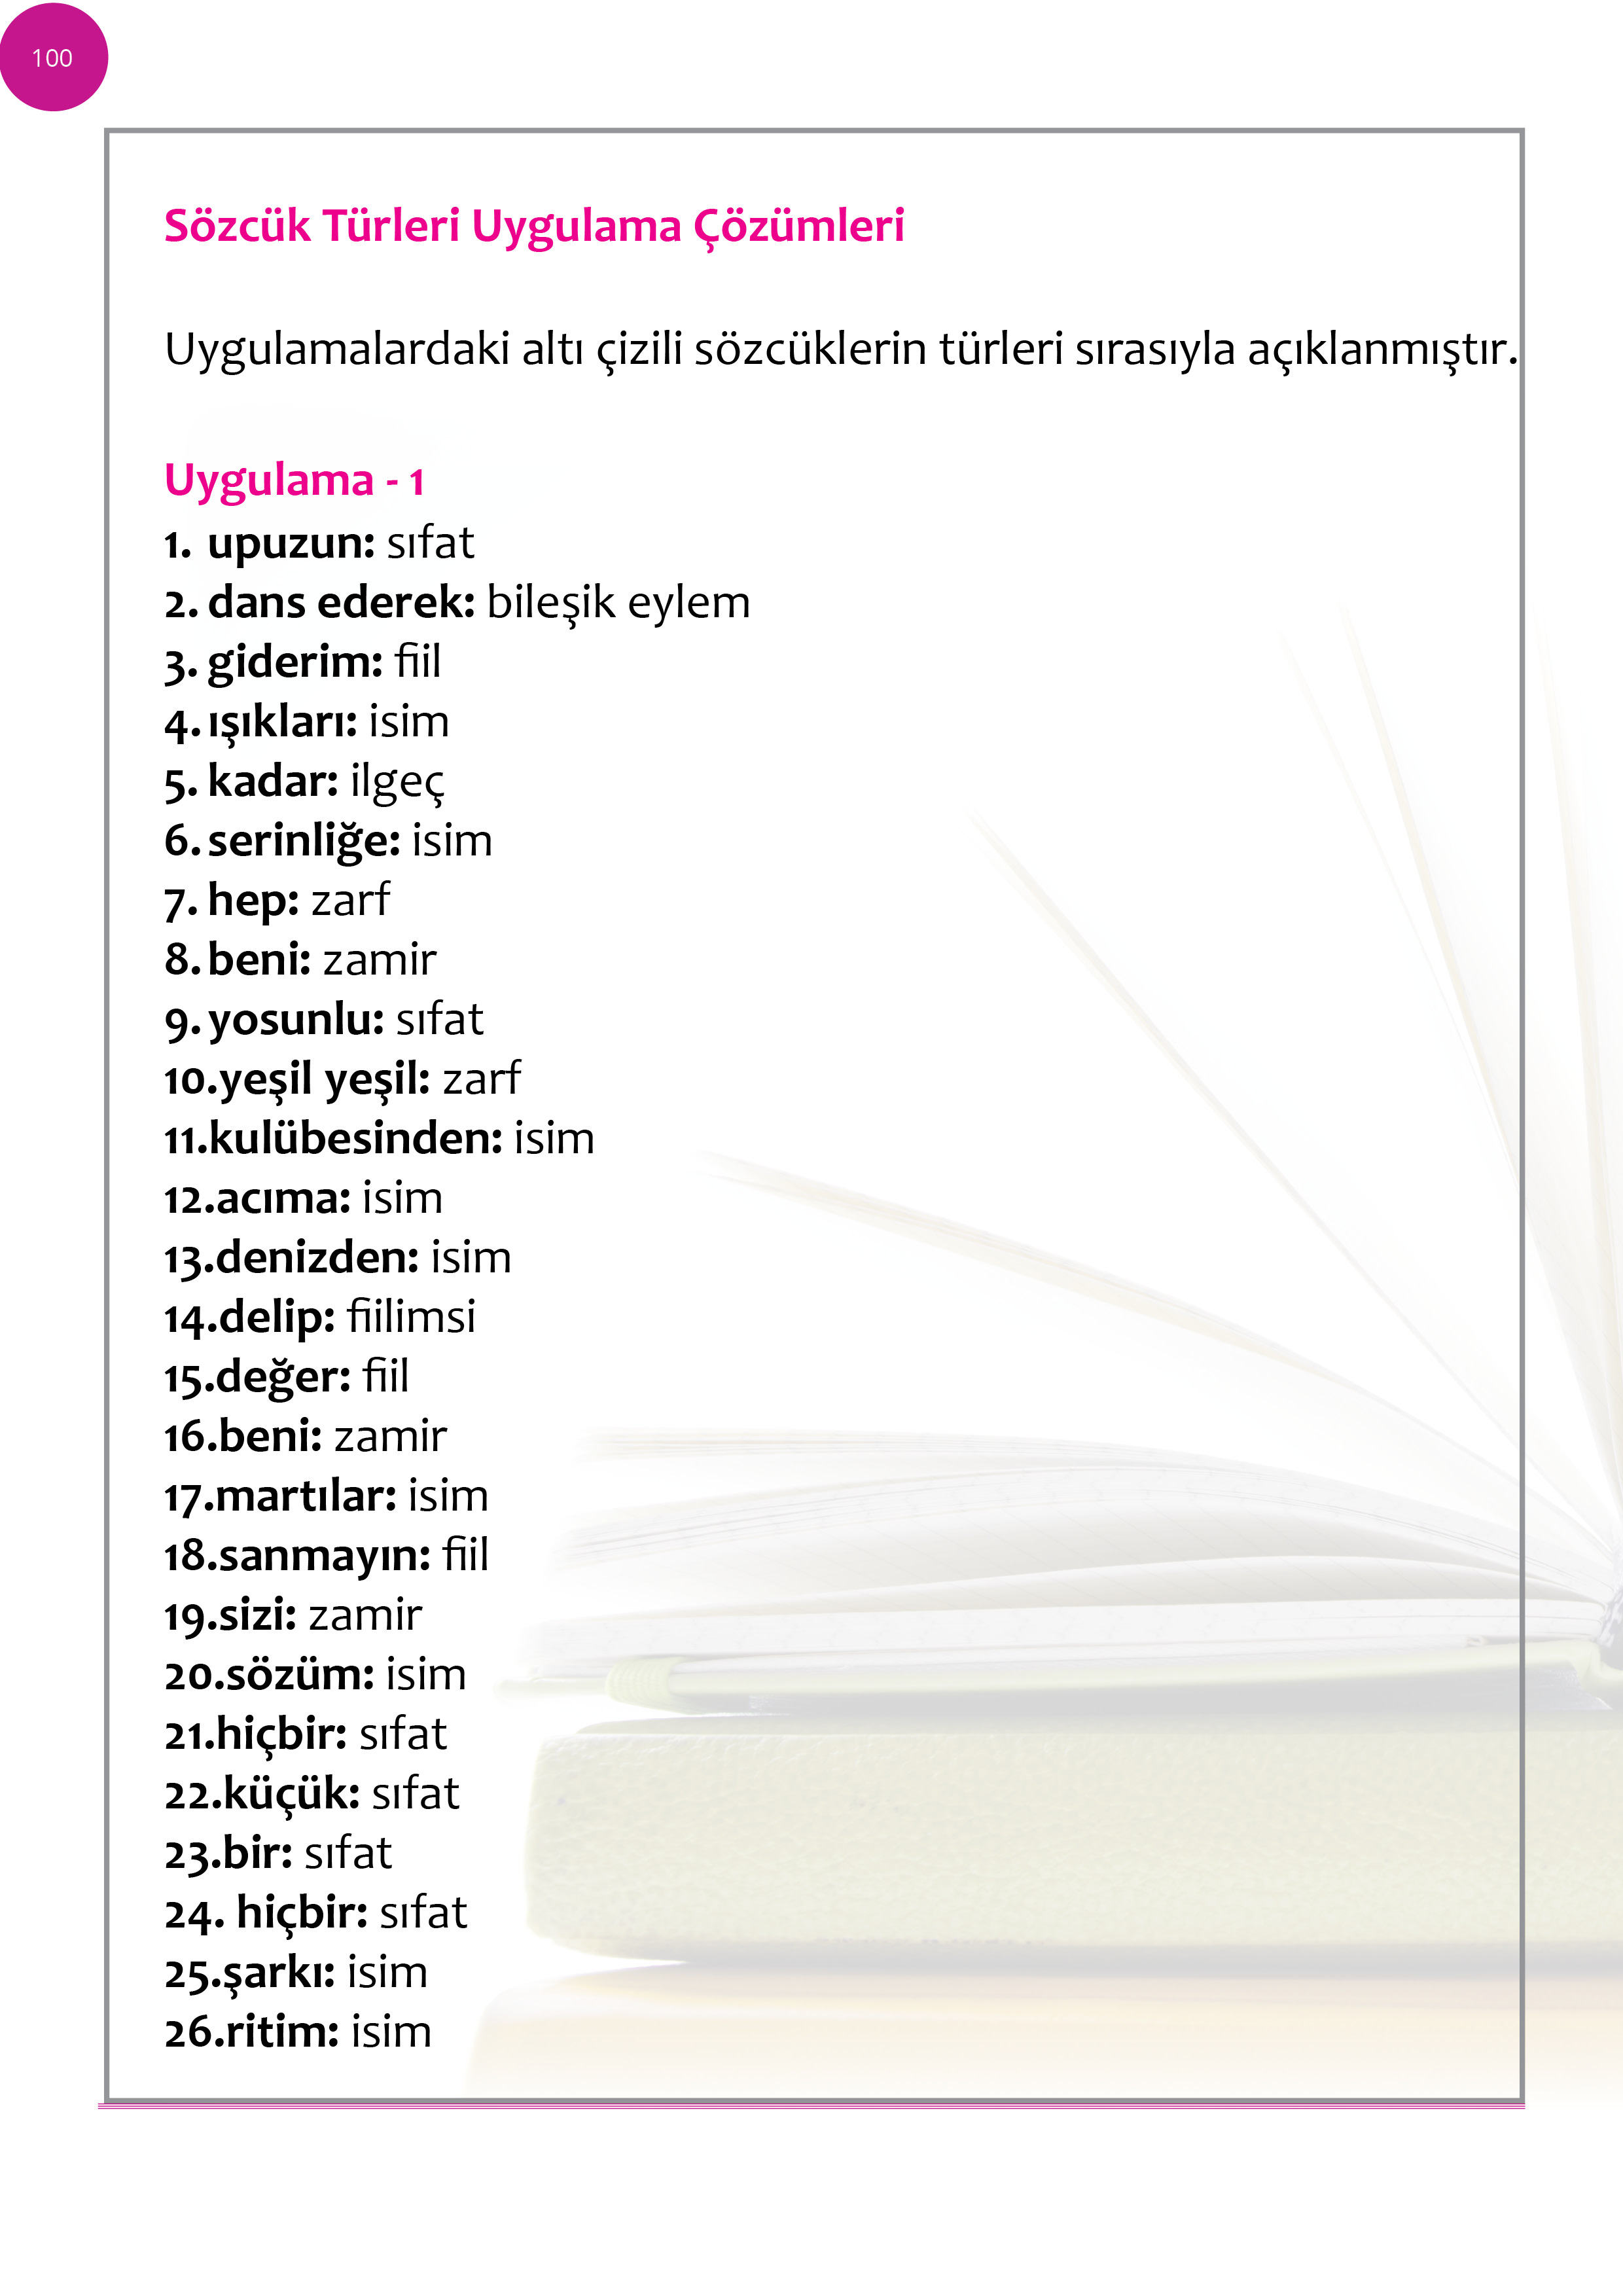 100
Sözcük Türleri Uygulama Çözümleri
Uygulamalardaki altı çizili sözcüklerin türleri sırasıyla açıklanmıştır.
Uygulama - 1
1. upuzun: sıfat
2. dans ederek: bileşik eylem
3. giderim: fiil
4. ışıkları: isim
5. kadar: ilgeç
6. serinliğe: isim
7. hep: zarf
8. beni: zamir
9. yosunlu: sıfat
10.yeşil yeşil: zarf
11.kulübesinden: isim
12.acıma: isim
13.denizden: isim
14.delip: fiilimsi
15.değer: fiil
16.beni: zamir
17.martılar: isim
18.sanmayın: fiil
19.sizi: zamir
20.sözüm: isim
21.hiçbir: sıfat
22.küçük: sıfat
23.bir: sıfat
24. hiçbir: sıfat
25.şarkı: isim
26.ritim: isim